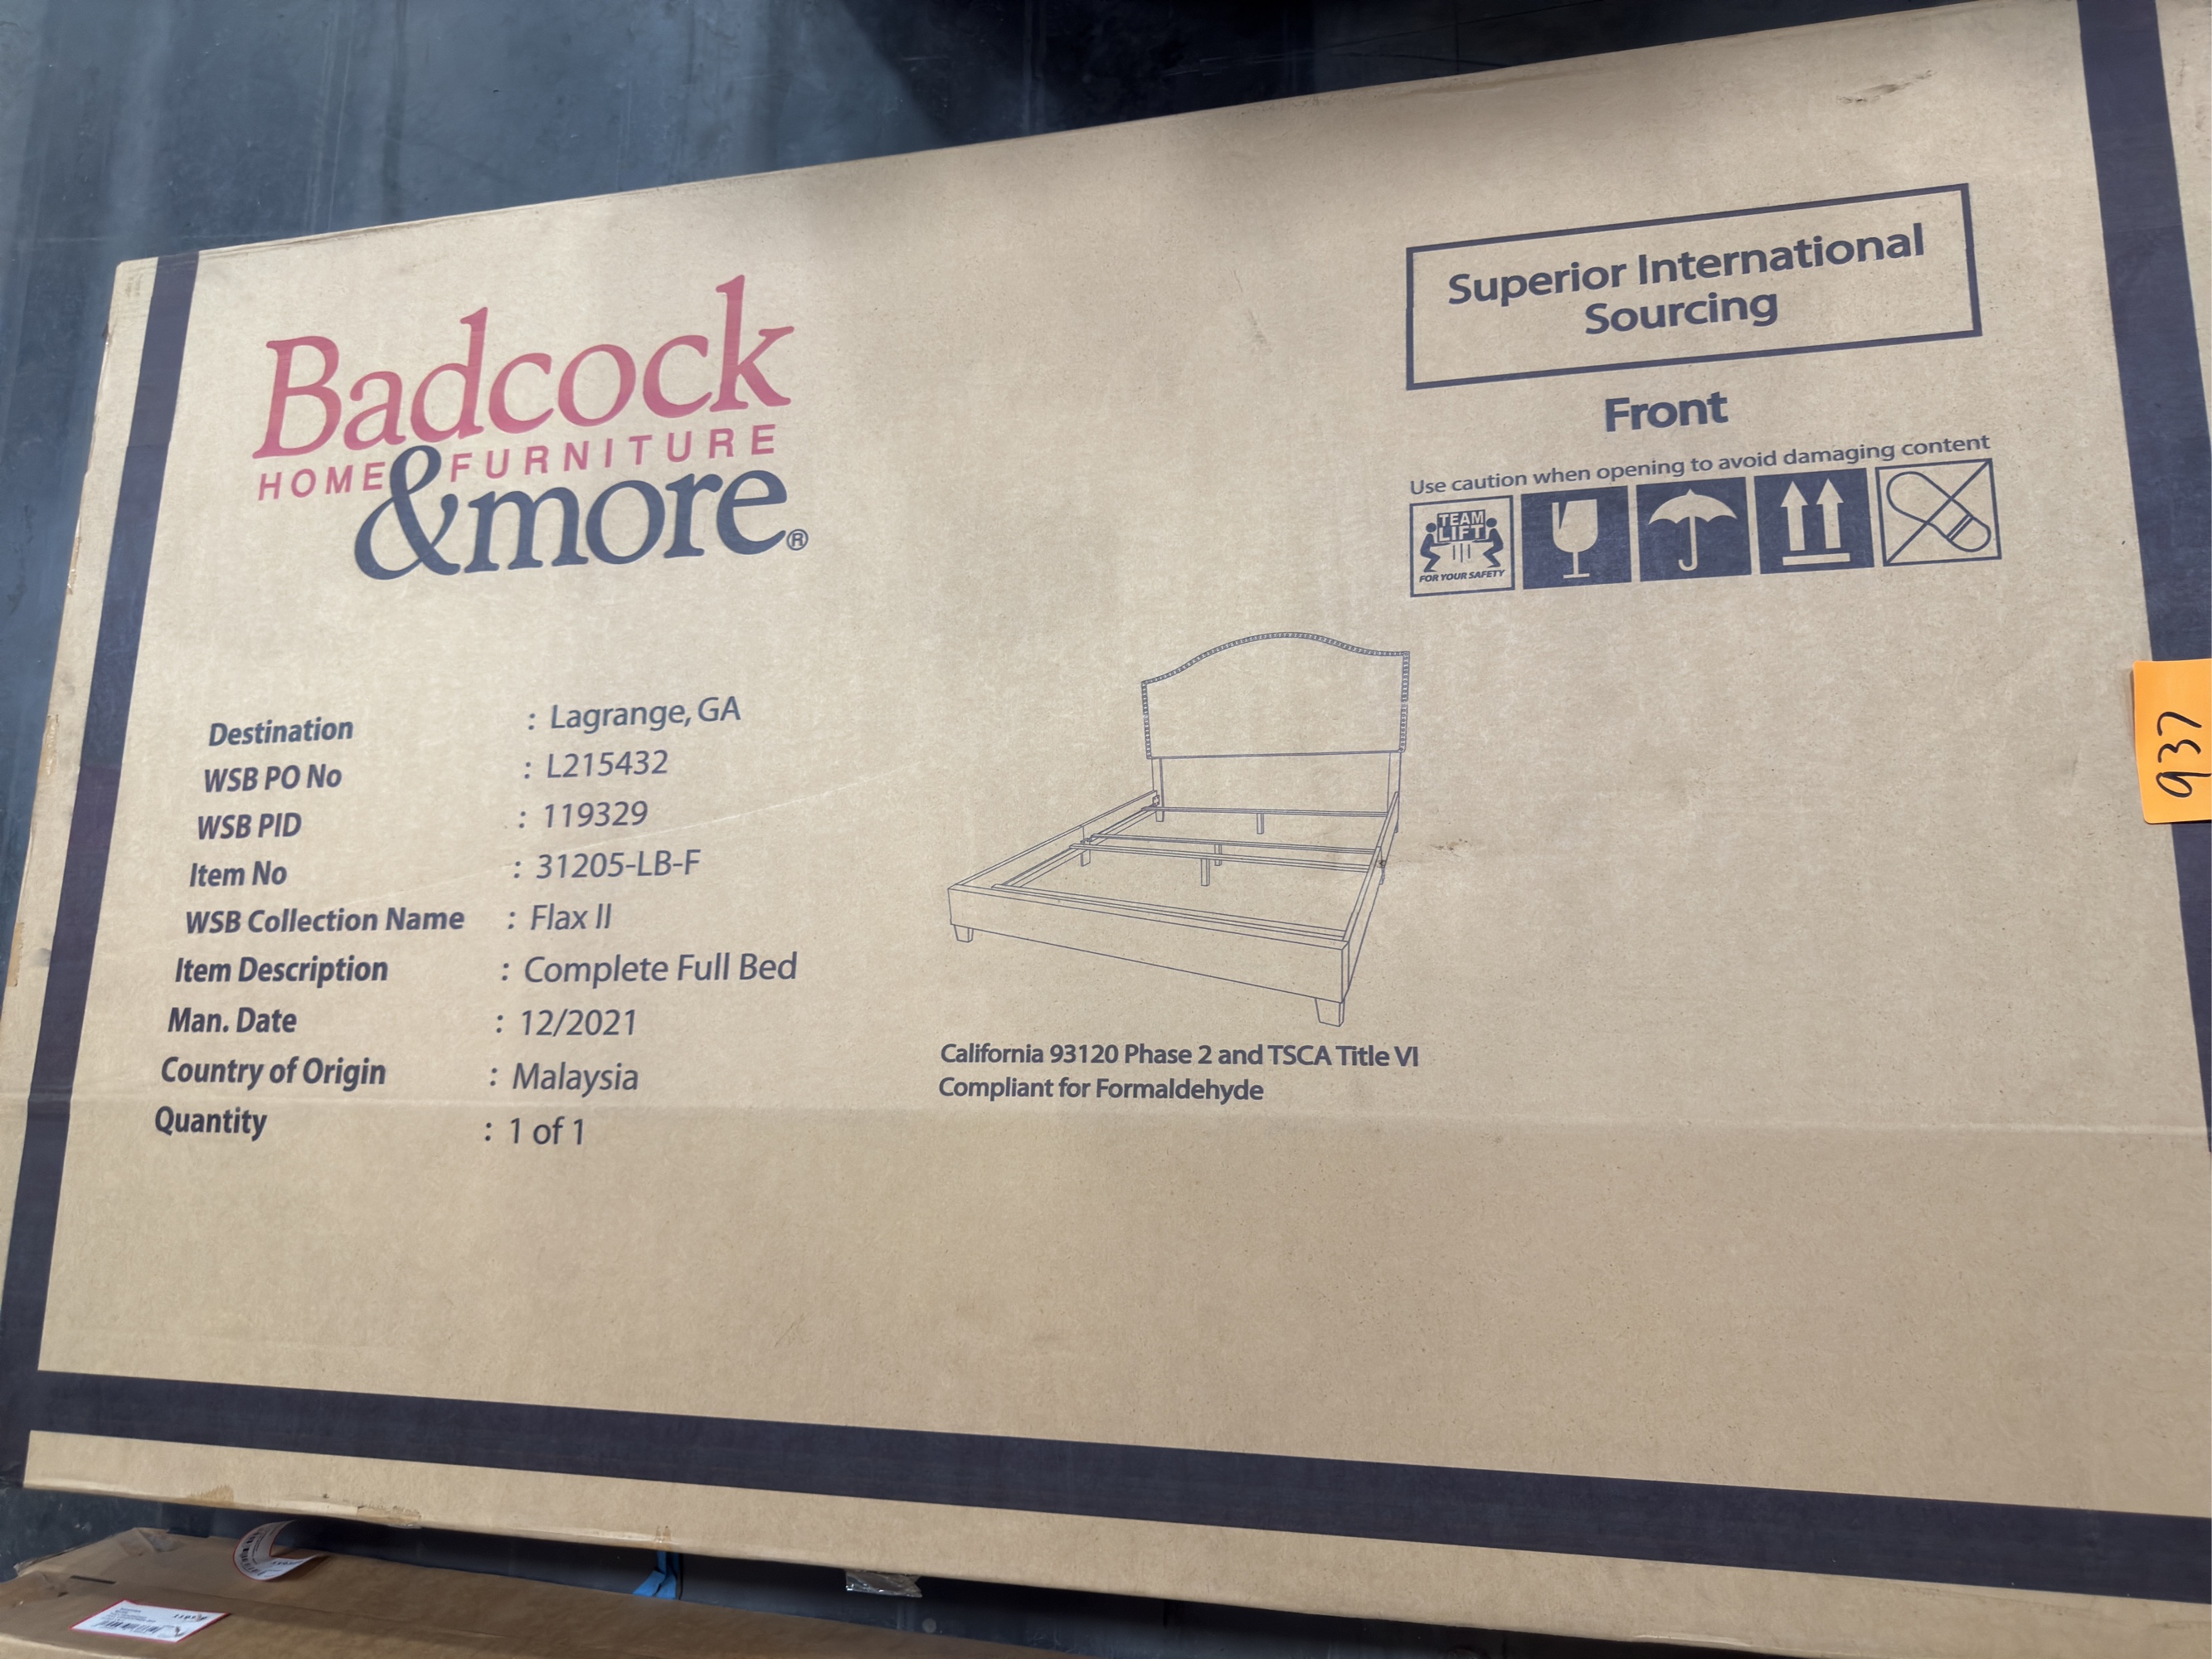 Badcock
HOME FURNITURE
&more®
Superior International
Sourcing
Front
Use caution when opening to avoid damaging content
TEAM
LIFT
FOR YOUR SAFETY
Destination : Lagrange, GA
WSB PO No : L215432
WSB PID : 119329
Item No : 31205-LB-F
WSB Collection Name : Flax II
Item Description : Complete Full Bed
Man. Date : 12/2021
Country of Origin : Malaysia
Quantity : 1 of 1
California 93120 Phase 2 and TSCA Title VI
Compliant for Formaldehyde
937